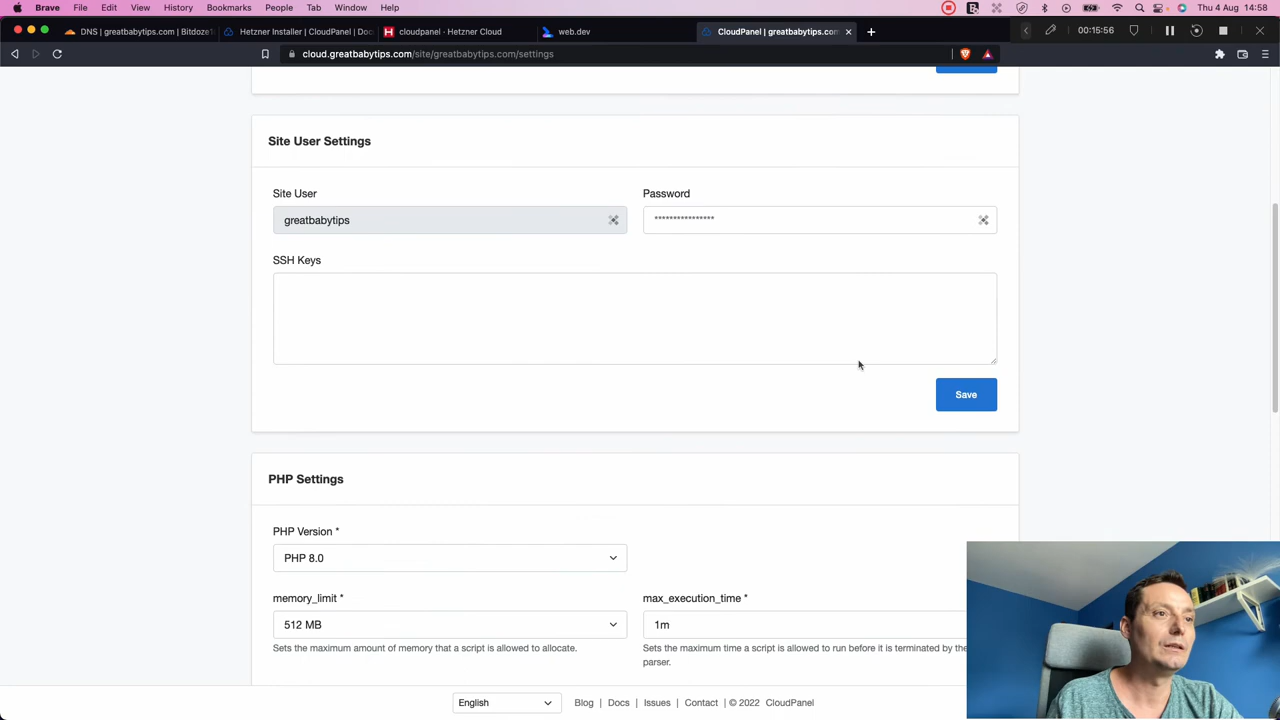 Brave File Edit View History Bookmarks People Tab Window Help
Thu 4 Aug 14:58
DNS | greatbabytips.com | Bitdoze
Hetzner Installer | CloudPanel | Doc
cloudpanel · Hetzner Cloud
web.dev
CloudPanel | greatbabytips.com
00:15:56
cloud.greatbabytips.com/site/greatbabytips.com/settings
Site User Settings
Site User
Password
greatbabytips
***************
SSH Keys
Save
PHP Settings
PHP Version *
PHP 8.0
memory_limit *
max_execution_time *
512 MB
1m
Sets the maximum amount of memory that a script is allowed to allocate.
Sets the maximum time a script is allowed to run before it is terminated by the
parser.
English
Blog | Docs | Issues | Contact | © 2022 CloudPanel